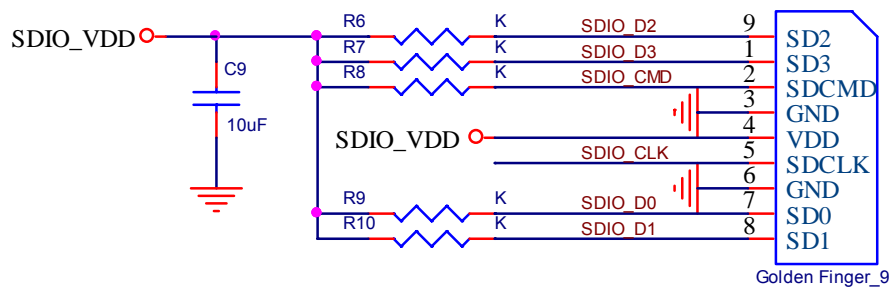 R6 K SDIO_D2 9 SD2
SDIO_VDD
R7 K SDIO_D3 1 SD3
R8 K SDIO_CMD 2 SDCMD
C9
3 GND
10uF
SDIO_VDD 4 VDD
SDIO_CLK 5 SDCLK
6 GND
R9 K SDIO_D0 7 SD0
R10 K SDIO_D1 8 SD1
Golden Finger_9